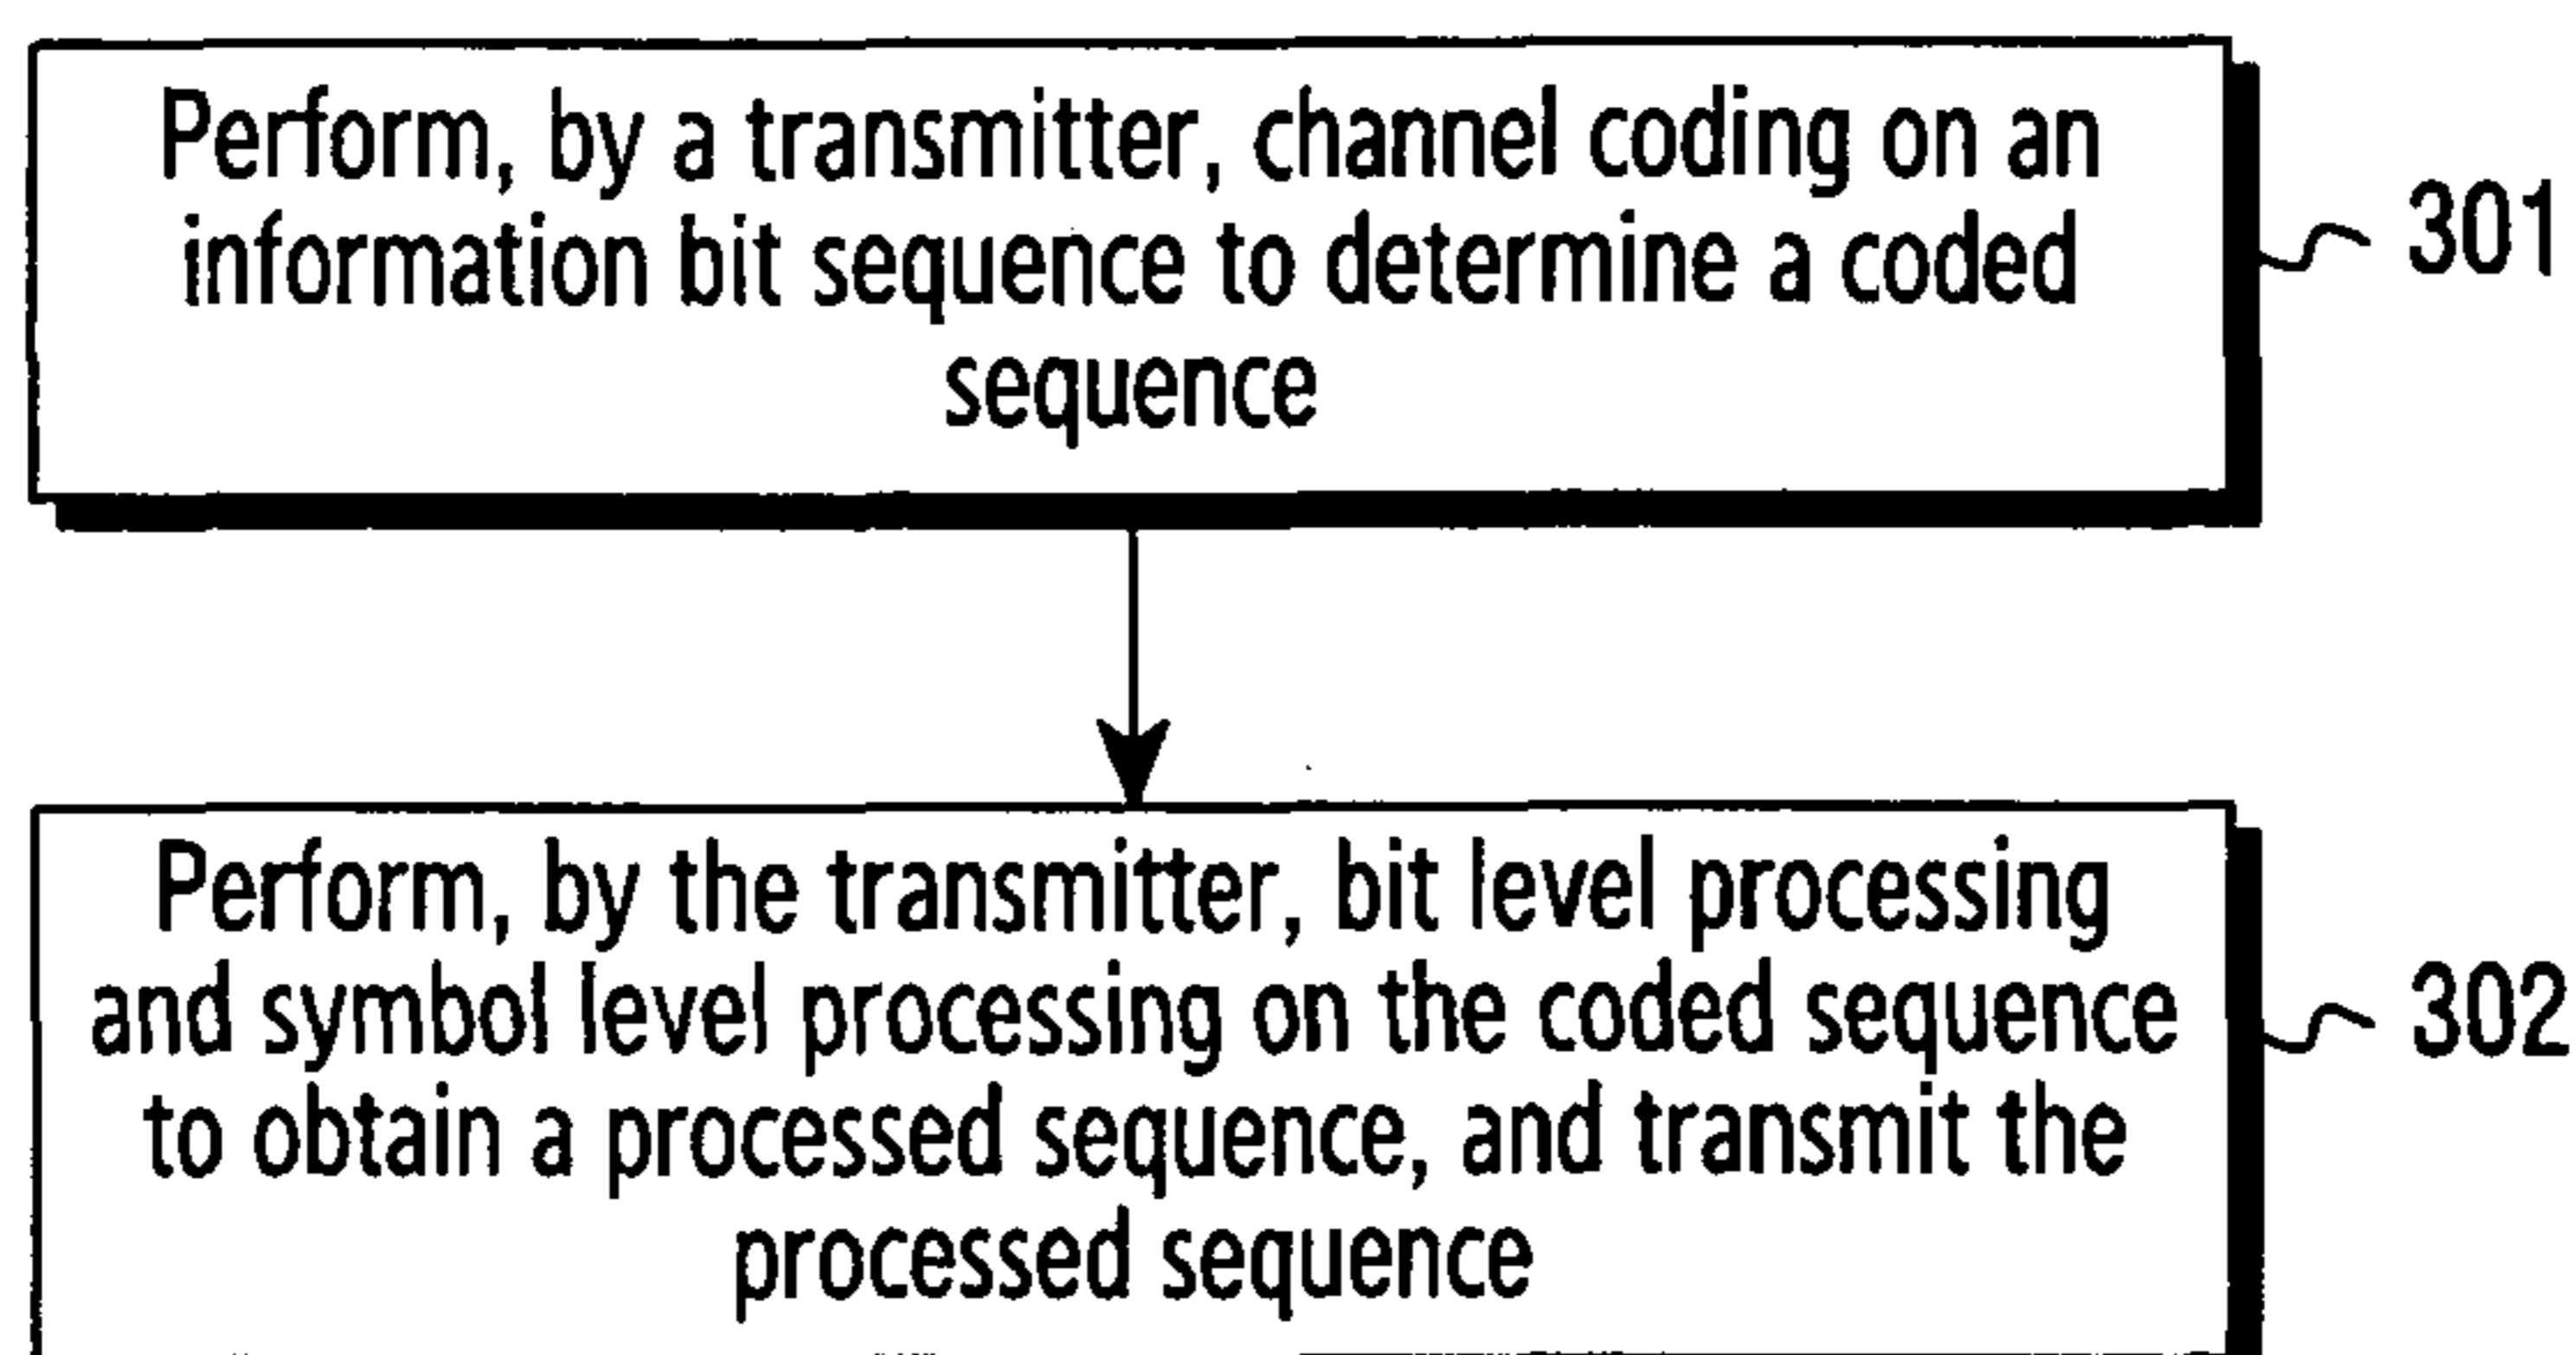 Perform, by a transmitter, channel coding on an
information bit sequence to determine a coded
sequence
301
Perform, by the transmitter, bit level processing
and symbol level processing on the coded sequence
to obtain a processed sequence, and transmit the
processed sequence
302